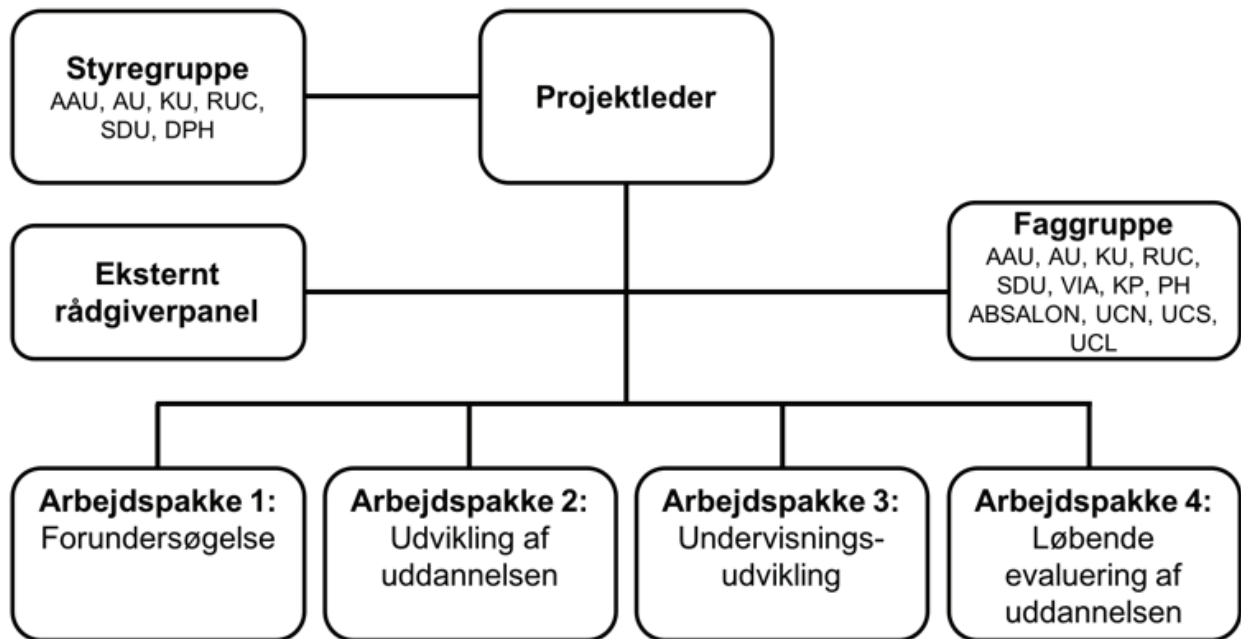 Styregruppe
AAU, AU, KU, RUC,
SDU, DPH
Projektleder
Eksternt
rådgiverpanel
Faggruppe
AAU, AU, KU, RUC,
SDU, VIA, KP, PH
ABSALON, UCN, UCS,
UCL
Arbejdspakke 1:
Forundersøgelse
Arbejdspakke 2:
Udvikling af
uddannelsen
Arbejdspakke 3:
Undervisnings-
udvikling
Arbejdspakke 4:
Løbende
evaluering af
uddannelsen